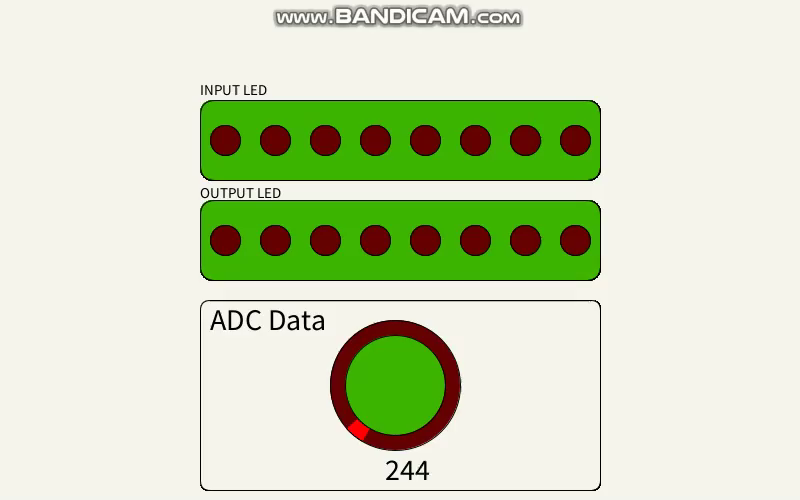 www.BANDICAM.com
INPUT LED
OUTPUT LED
ADC Data
244